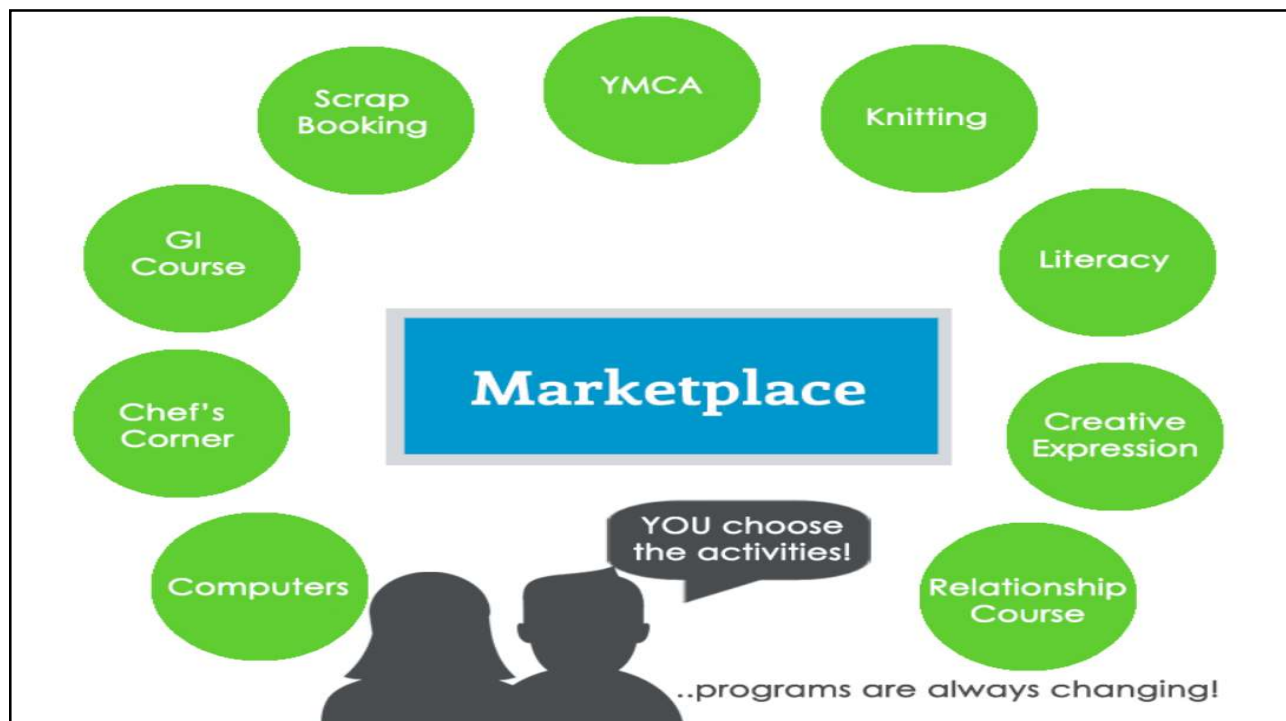 YMCA
Scrap
Booking
Knitting
GI
Course
Literacy
Marketplace
Chef's
Corner
Creative
Expression
YOU choose
the activities!
Computers
Relationship
Course
..programs are always changing!